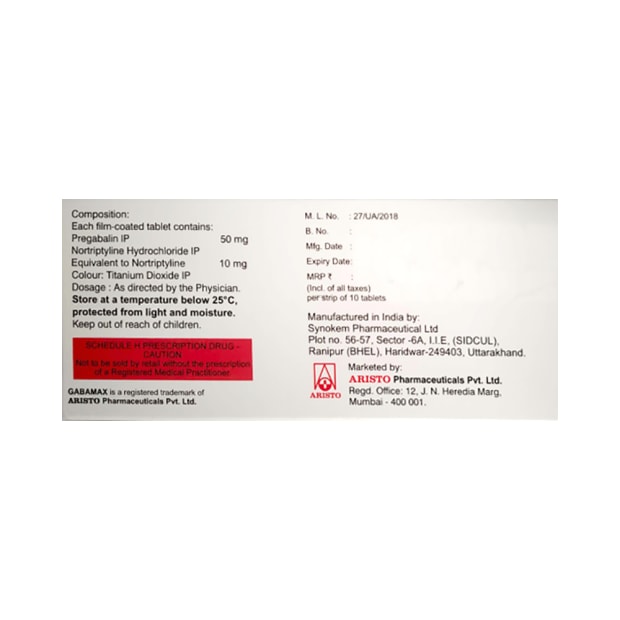 Composition:
Each film-coated tablet contains:
Pregabalin IP 50 mg
Nortriptyline Hydrochloride IP
Equivalent to Nortriptyline 10 mg
Colour: Titanium Dioxide IP
Dosage : As directed by the Physician.
Store at a temperature below 25°C,
protected from light and moisture.
Keep out of reach of children.
SCHEDULE H PRESCRIPTION DRUG –
CAUTION
Not to be sold by retail without the prescription
of a Registered Medical Practitioner.
GABAMAX is a registered trademark of
ARISTO Pharmaceuticals Pvt. Ltd.
M. L. No. : 27/UA/2018
B. No. :
Mfg. Date :
Expiry Date:
MRP ₹ :
(Incl. of all taxes)
per strip of 10 tablets
Manufactured in India by:
Synokem Pharmaceutical Ltd
Plot no. 56-57, Sector -6A, I.I.E, (SIDCUL),
Ranipur (BHEL), Haridwar-249403, Uttarakhand.
Marketed by:
ARISTO Pharmaceuticals Pvt. Ltd.
Regd. Office: 12, J. N. Heredia Marg,
Mumbai - 400 001.
ARISTO